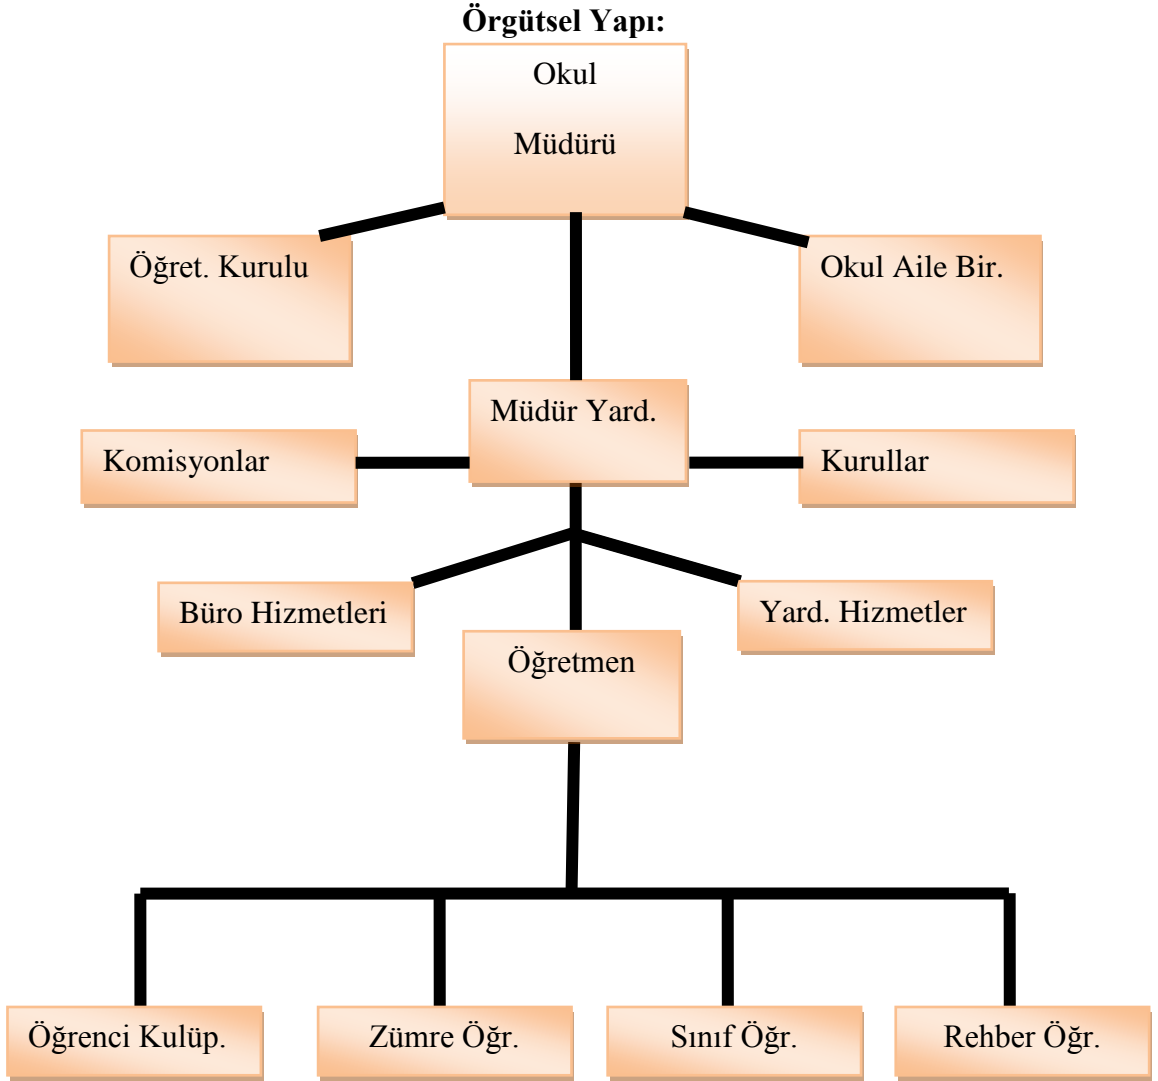 Örgütsel Yapı:
Okul
Müdürü
Öğret. Kurulu
Okul Aile Bir.
Müdür Yard.
Komisyonlar
Kurullar
Büro Hizmetleri
Yard. Hizmetler
Öğretmen
Öğrenci Kulüp.
Zümre Öğr.
Sınıf Öğr.
Rehber Öğr.